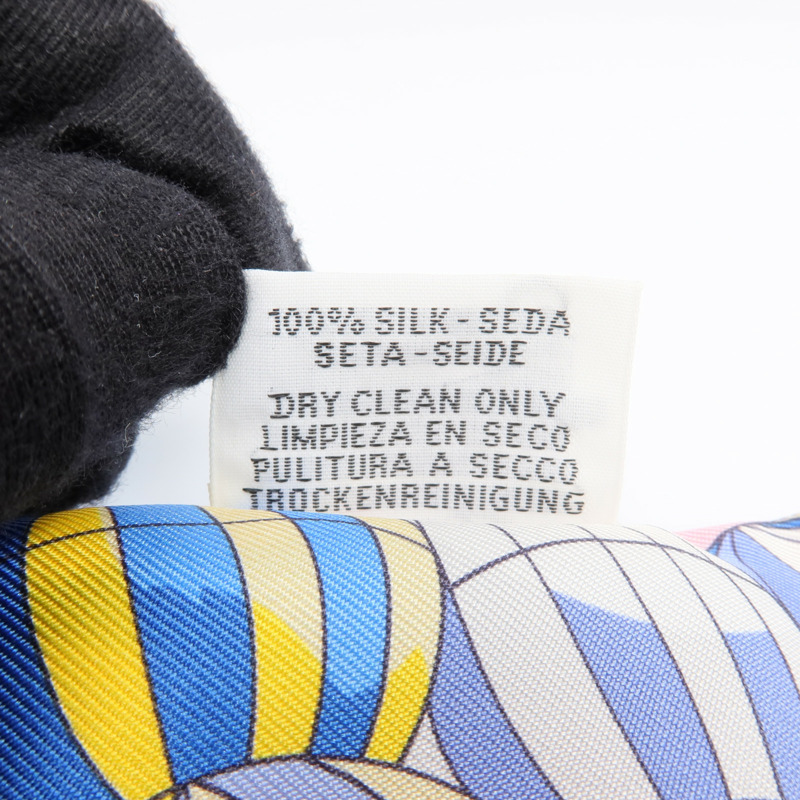 100% SILK - SEDA
SETA - SEIDE
DRY CLEAN ONLY
LIMPIEZA EN SECO
PULITURA A SECCO
TROCKENREINIGUNG